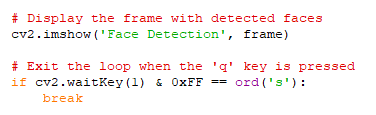 # Display the frame with detected faces
cv2.imshow('Face Detection', frame)
# Exit the loop when the 'q' key is pressed
if cv2.waitKey(1) & 0xFF == ord('s'):
    break